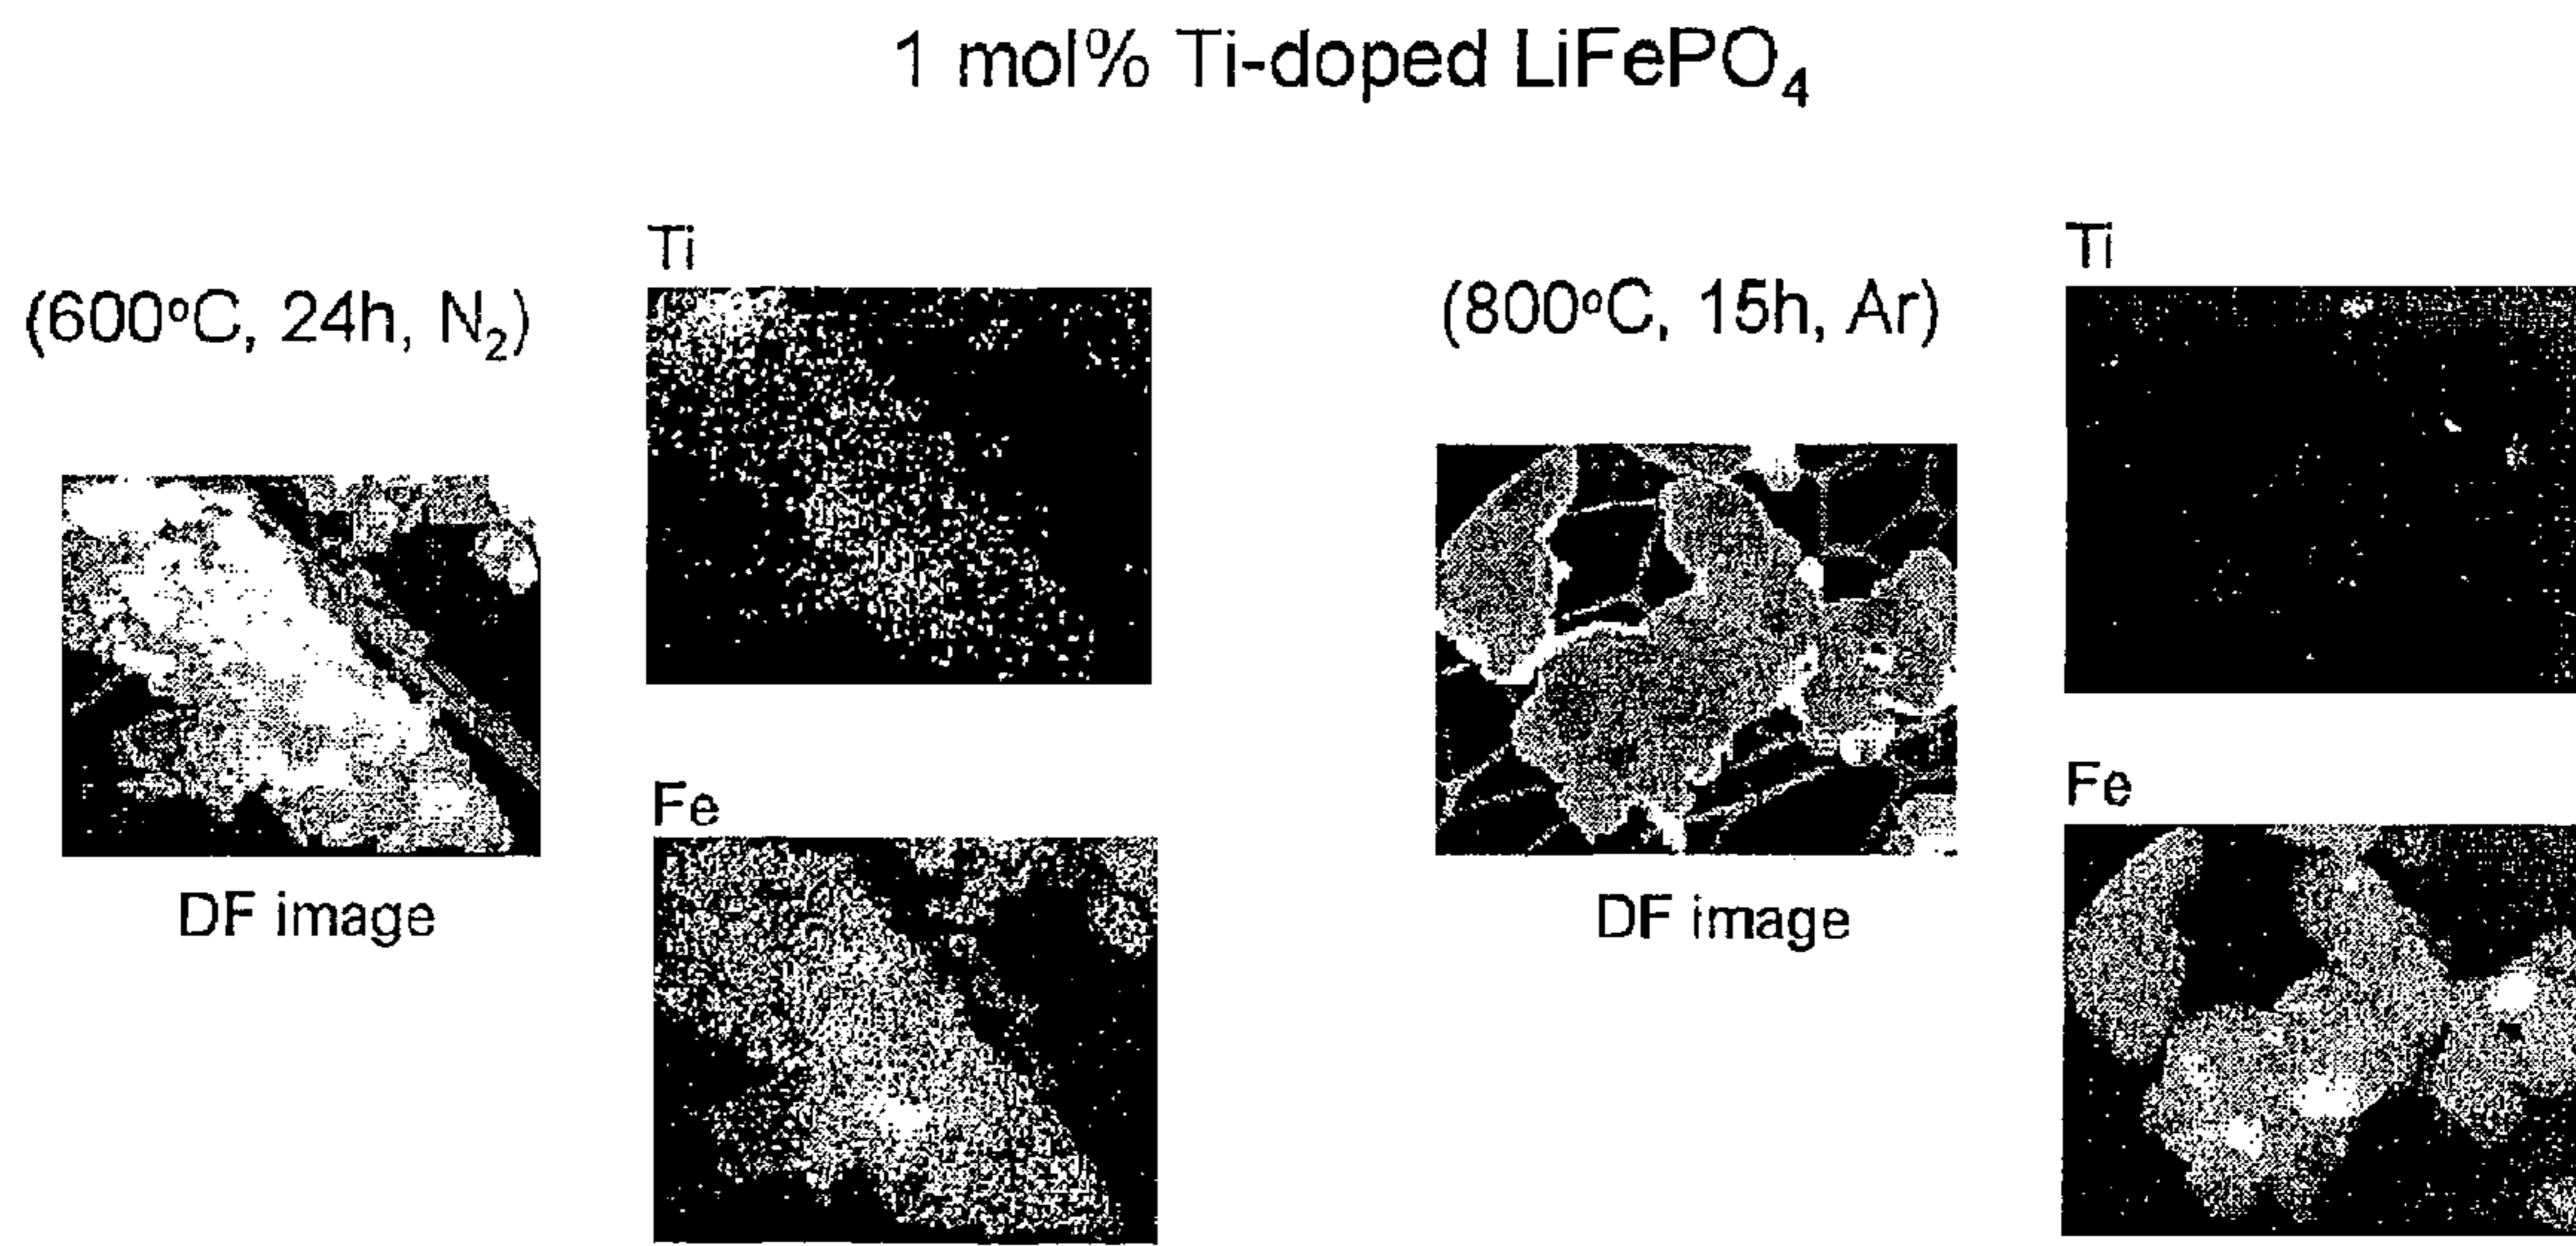 1 mol% Ti-doped LiFePO₄
Ti
(600°C, 24h, N₂)
DF image
Fe
Ti
(800°C, 15h, Ar)
DF image
Fe